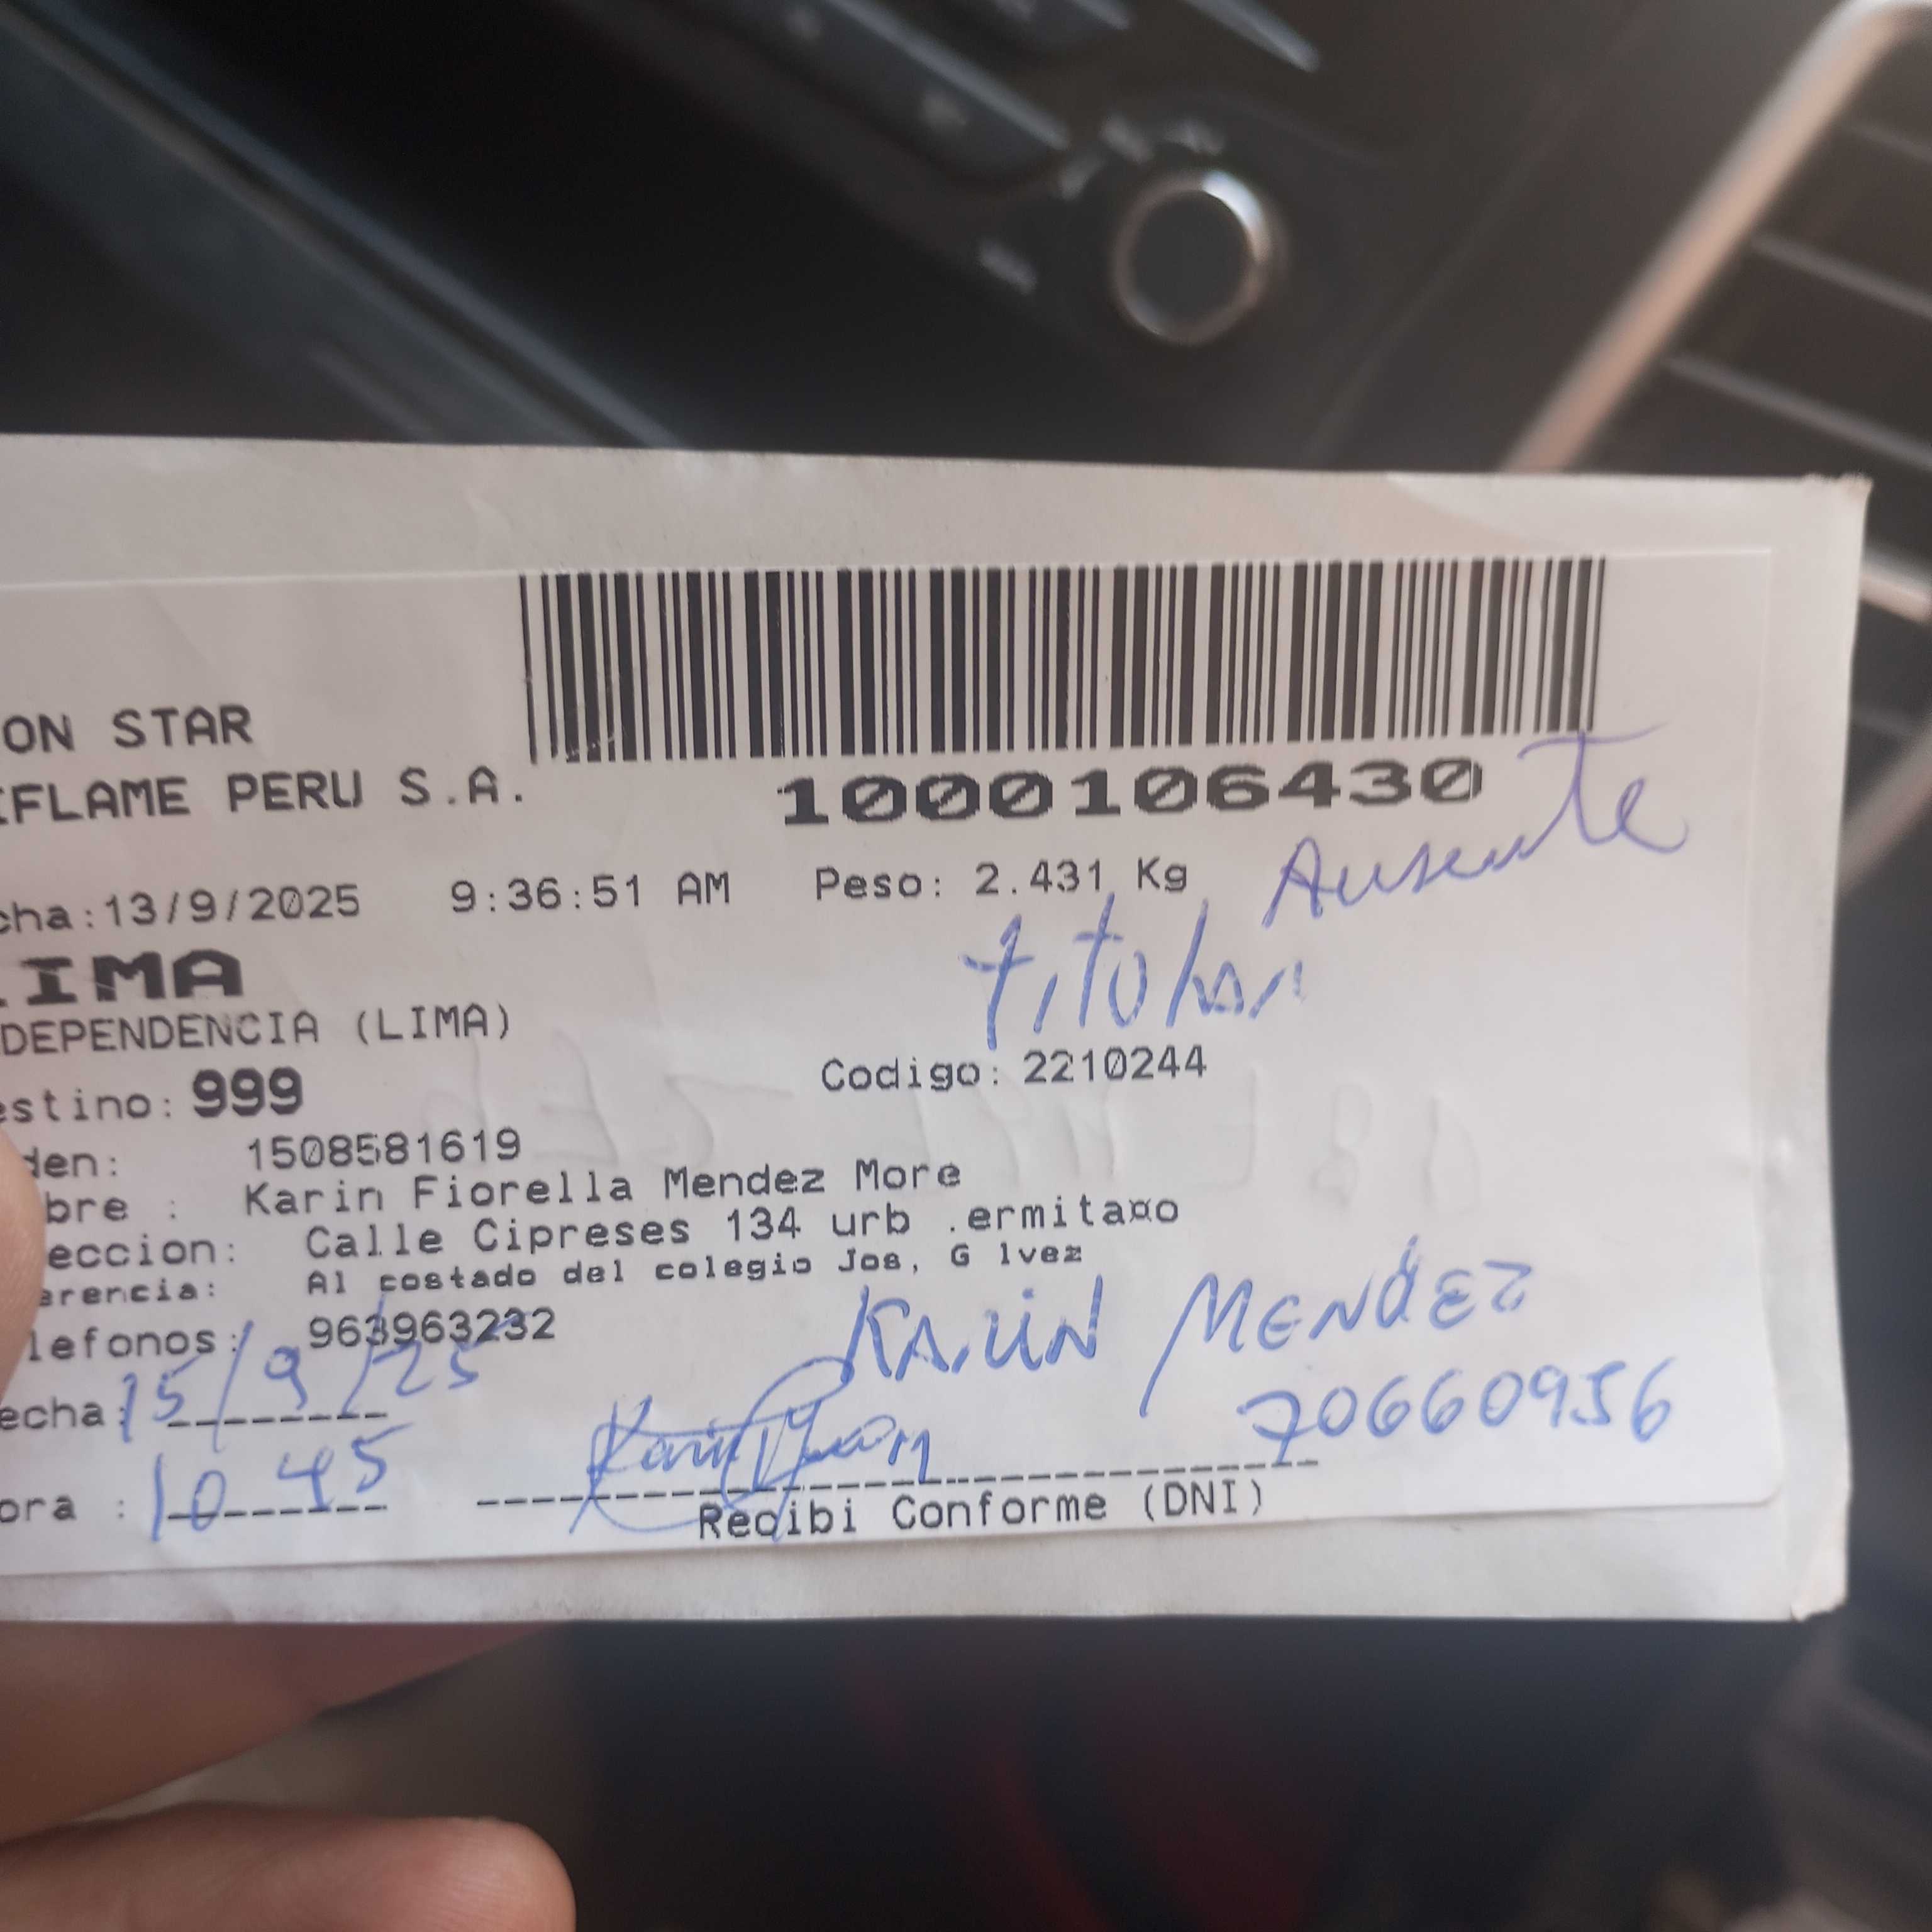 ON STAR
IFLAME PERU S.A.
1000106430
Ausente
cha:13/9/2025 9:36:51 AM Peso: 2.431 Kg
titular
LIMA
DEPENDENCIA (LIMA)
Codigo: 2210244
estino: 999
den: 1508581619
bre : Karin Fiorella Mendez More
eccion: Calle Cipreses 134 urb .ermita¤o
erencia: Al costado del colegio Jos, G lvez
lefonos: 963963232
KARIN MENDEZ
echa: 15/9/25
70660956
ora : 10 45
Recibi Conforme (DNI)